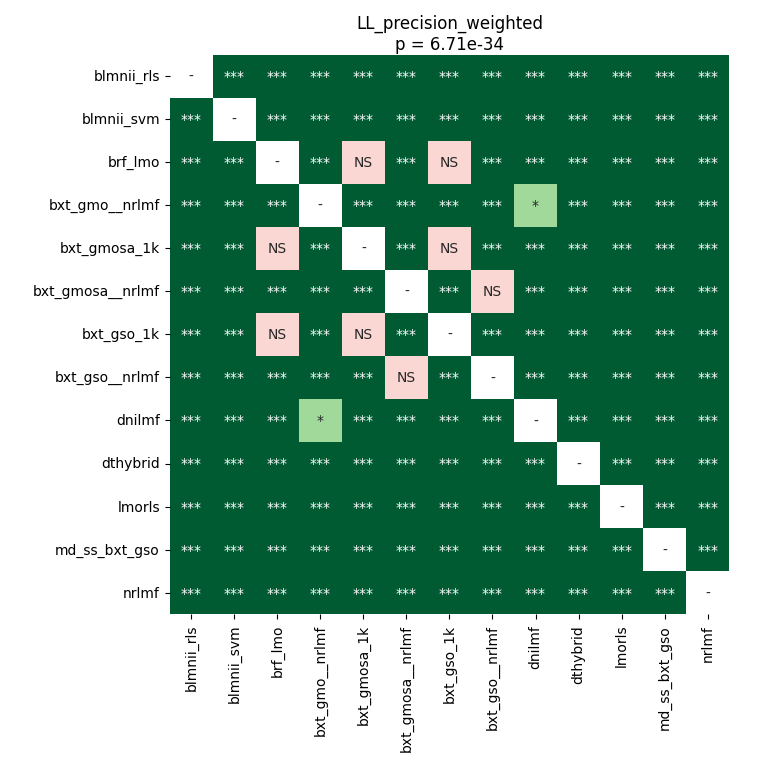 LL_precision_weighted
p = 6.71e-34
blmnii_rls - *** *** *** *** *** *** *** *** *** *** *** ***
blmnii_svm *** - *** *** *** *** *** *** *** *** *** *** ***
brf_lmo *** *** - *** NS *** NS *** *** *** *** *** ***
bxt_gmo__nrlmf *** *** *** - *** *** *** *** * *** *** *** ***
bxt_gmosa_1k *** *** NS *** - *** NS *** *** *** *** *** ***
bxt_gmosa__nrlmf *** *** *** *** *** - *** NS *** *** *** *** ***
bxt_gso_1k *** *** NS *** NS *** - *** *** *** *** *** ***
bxt_gso__nrlmf *** *** *** *** *** NS *** - *** *** *** *** ***
dnilmf *** *** *** * *** *** *** *** - *** *** *** ***
dthybrid *** *** *** *** *** *** *** *** *** - *** *** ***
lmorls *** *** *** *** *** *** *** *** *** *** - *** ***
md_ss_bxt_gso *** *** *** *** *** *** *** *** *** *** *** - ***
nrlmf *** *** *** *** *** *** *** *** *** *** *** *** -
blmnii_rls
blmnii_svm
brf_lmo
bxt_gmo__nrlmf
bxt_gmosa_1k
bxt_gmosa__nrlmf
bxt_gso_1k
bxt_gso__nrlmf
dnilmf
dthybrid
lmorls
md_ss_bxt_gso
nrlmf